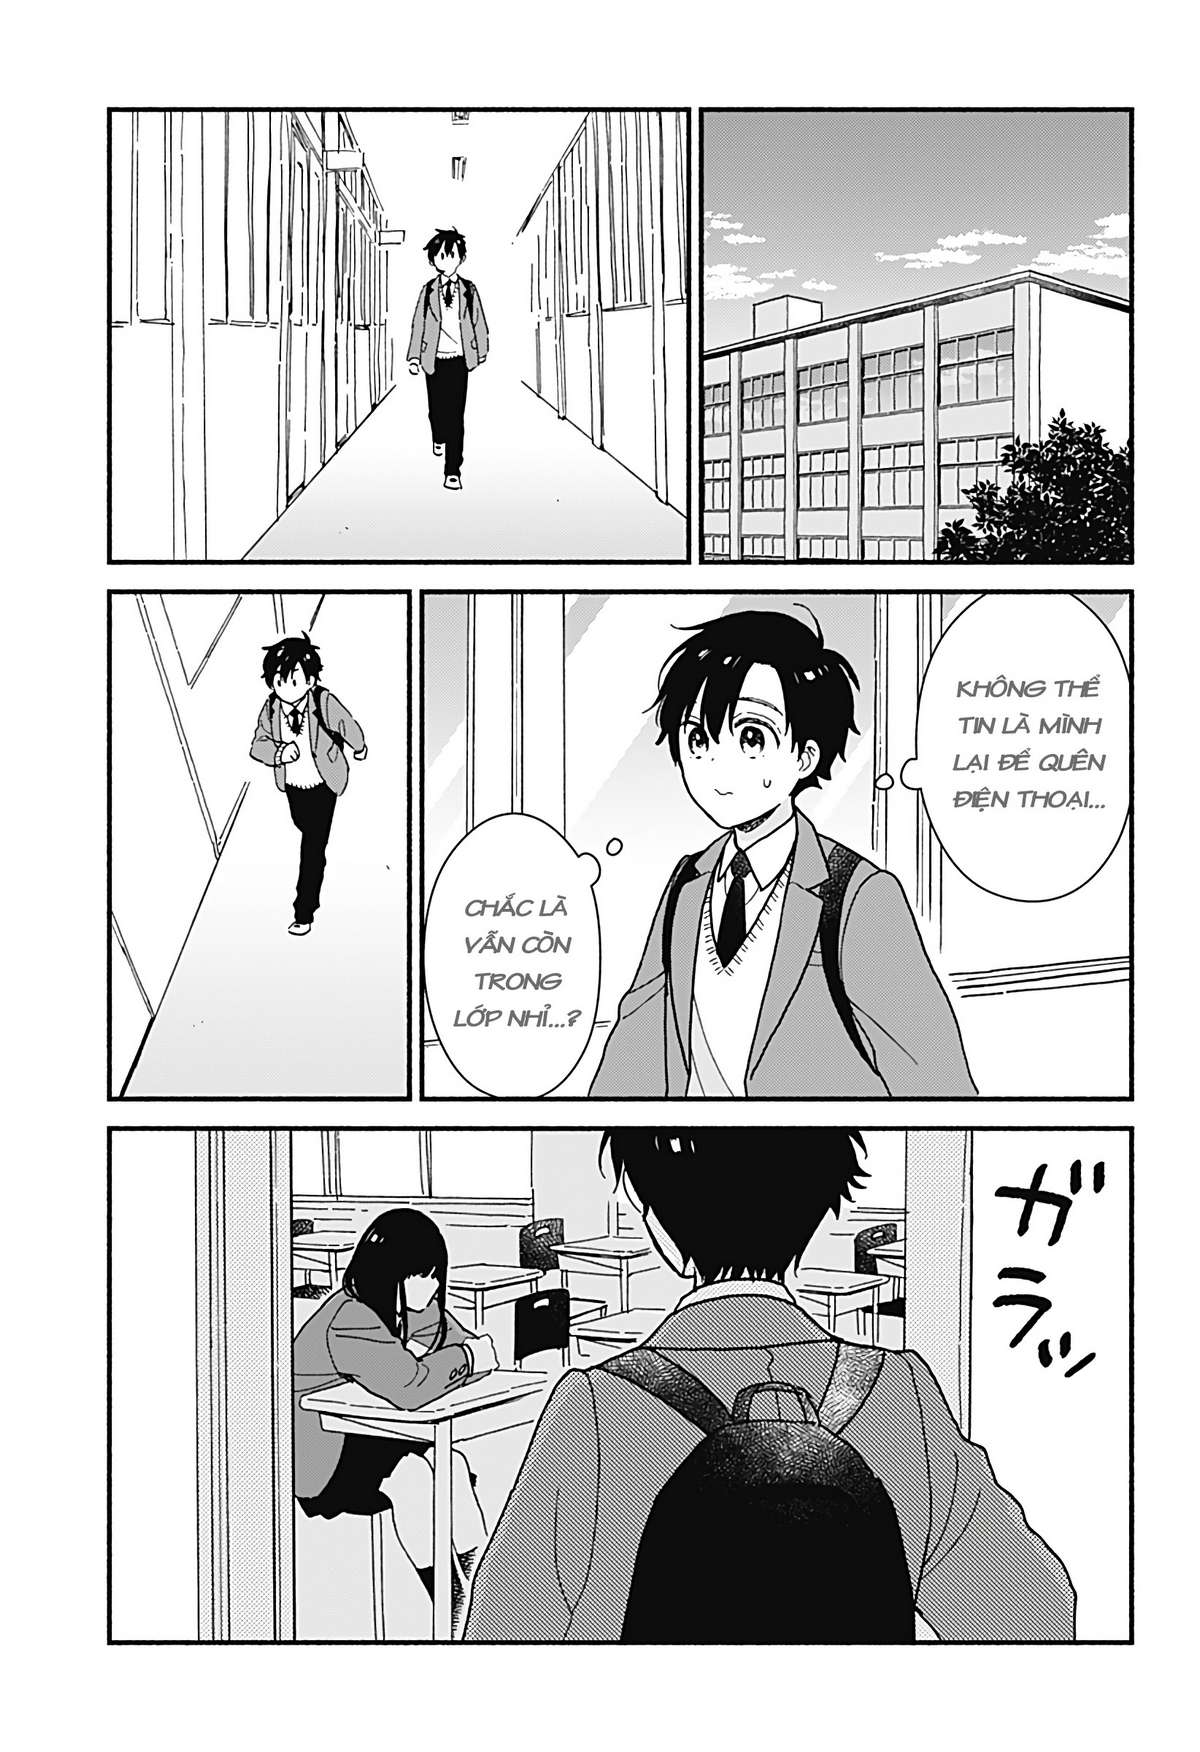 KHÔNG THỂ
TIN LÀ MÌNH
LẠI ĐỂ QUÊN
ĐIỆN THOẠI...
CHẮC LÀ
VẪN CÒN
TRONG
LỚP NHỈ...?
ガラッ